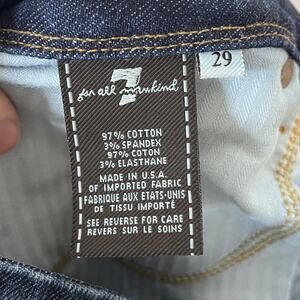 7
for all mankind
29
97% COTTON
3% SPANDEX
97% COTON
3% ELASTHANE
MADE IN U.S.A.
OF IMPORTED FABRIC
FABRIQUE AUX ETATS-UNIS
DE TISSU IMPORTÉ
SEE REVERSE FOR CARE
REVERS SUR LE SOINS